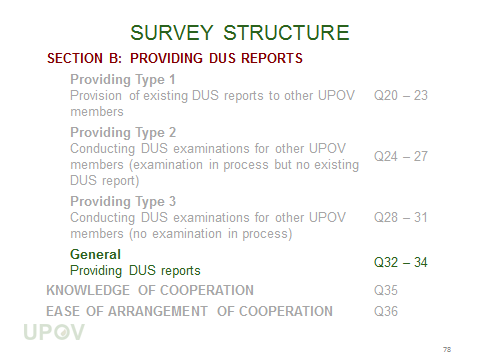 SURVEY STRUCTURE
SECTION B: PROVIDING DUS REPORTS
Providing Type 1
Provision of existing DUS reports to other UPOV Q20 – 23
members
Providing Type 2
Conducting DUS examinations for other UPOV
members (examination in process but no existing Q24 – 27
DUS report)
Providing Type 3
Conducting DUS examinations for other UPOV Q28 – 31
members (no examination in process)
General
Providing DUS reports Q32 – 34
KNOWLEDGE OF COOPERATION Q35
EASE OF ARRANGEMENT OF COOPERATION Q36
UPOV
78